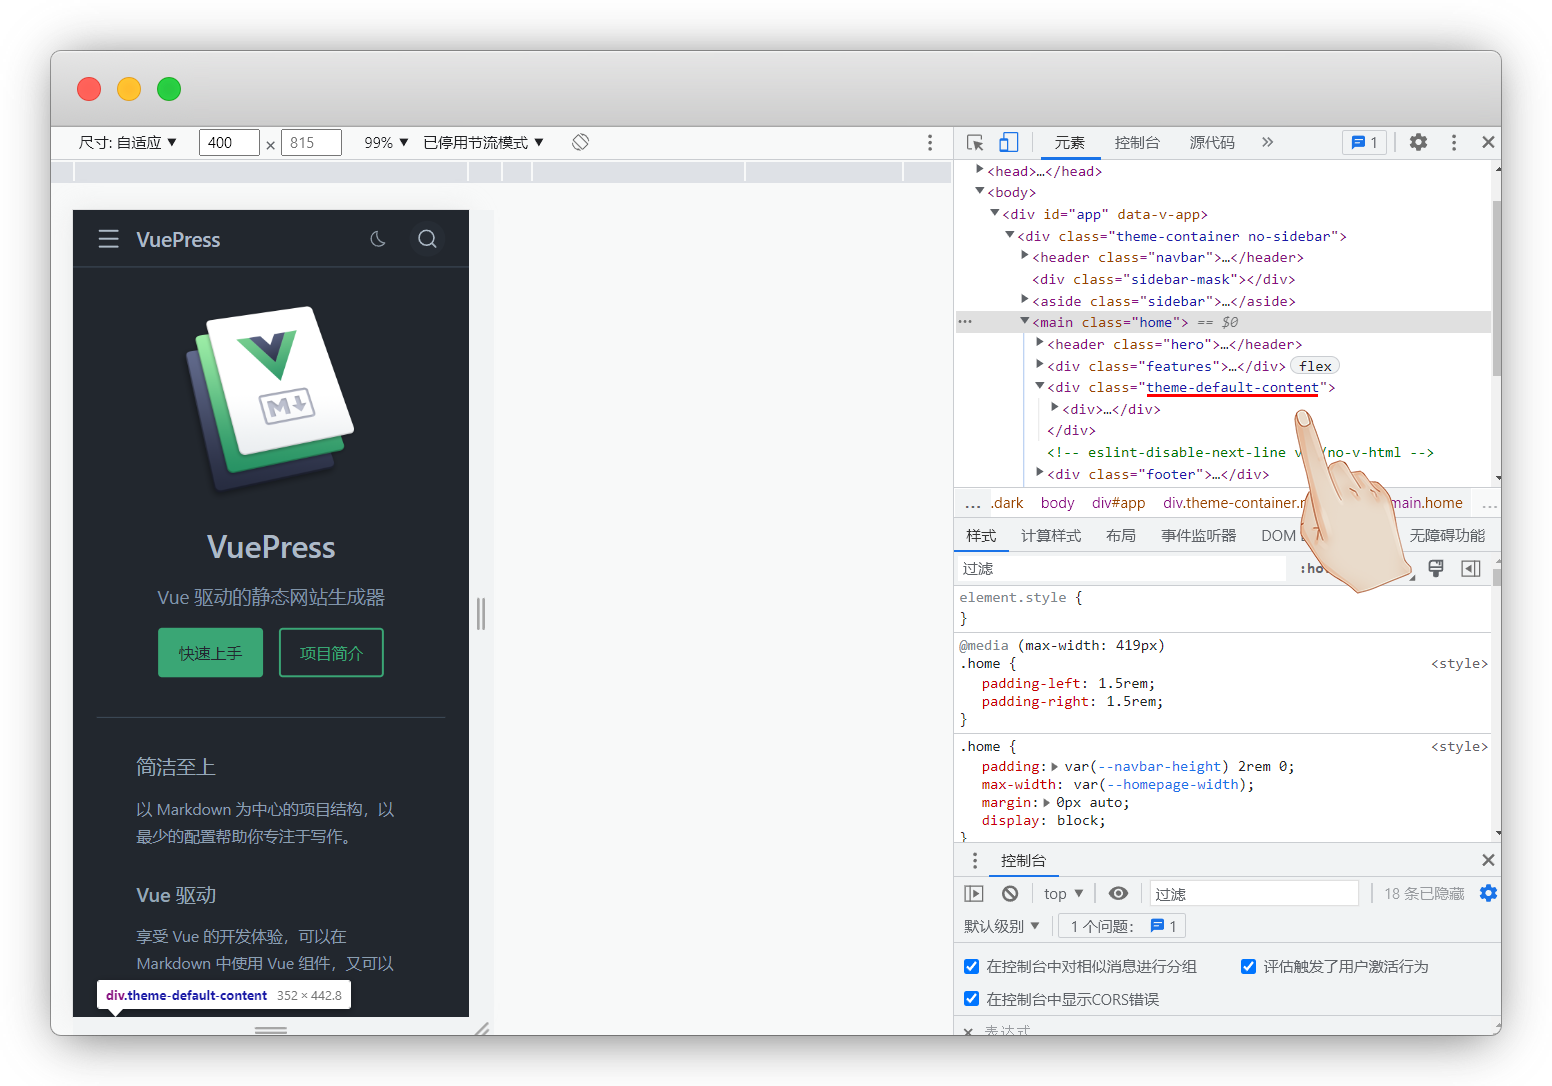 尺寸: 自适应 ▼ 400 × 815 99% ▼ 已停用节流模式 ▼
VuePress
M↓
VuePress
Vue 驱动的静态网站生成器
快速上手 项目简介
简洁至上
以 Markdown 为中心的项目结构，以
最少的配置帮助你专注于写作。
Vue 驱动
享受 Vue 的开发体验，可以在
Markdown 中使用 Vue 组件，又可以
div.theme-default-content 352 × 442.8
元素 控制台 源代码 » 1
<head>…</head>
<body>
<div id="app" data-v-app>
<div class="theme-container no-sidebar">
<header class="navbar">…</header>
<div class="sidebar-mask"></div>
<aside class="sidebar">…</aside>
<main class="home"> == $0
<header class="hero">…</header>
<div class="features">…</div> flex
<div class="theme-default-content">
<div>…</div>
</div>
<!-- eslint-disable-next-line v /no-v-html -->
<div class="footer">…</div>
… .dark body div#app div.theme-container.n main.home …
样式 计算样式 布局 事件监听器 DOM 无障碍功能
过滤 :ho
element.style {
}
@media (max-width: 419px)
.home { <style>
padding-left: 1.5rem;
padding-right: 1.5rem;
}
.home { <style>
padding: var(--navbar-height) 2rem 0;
max-width: var(--homepage-width);
margin: 0px auto;
display: block;
}
控制台
top ▼ 过滤 18 条已隐藏
默认级别 ▼ 1 个问题: 1
在控制台中对相似消息进行分组 评估触发了用户激活行为
在控制台中显示CORS错误
表达式